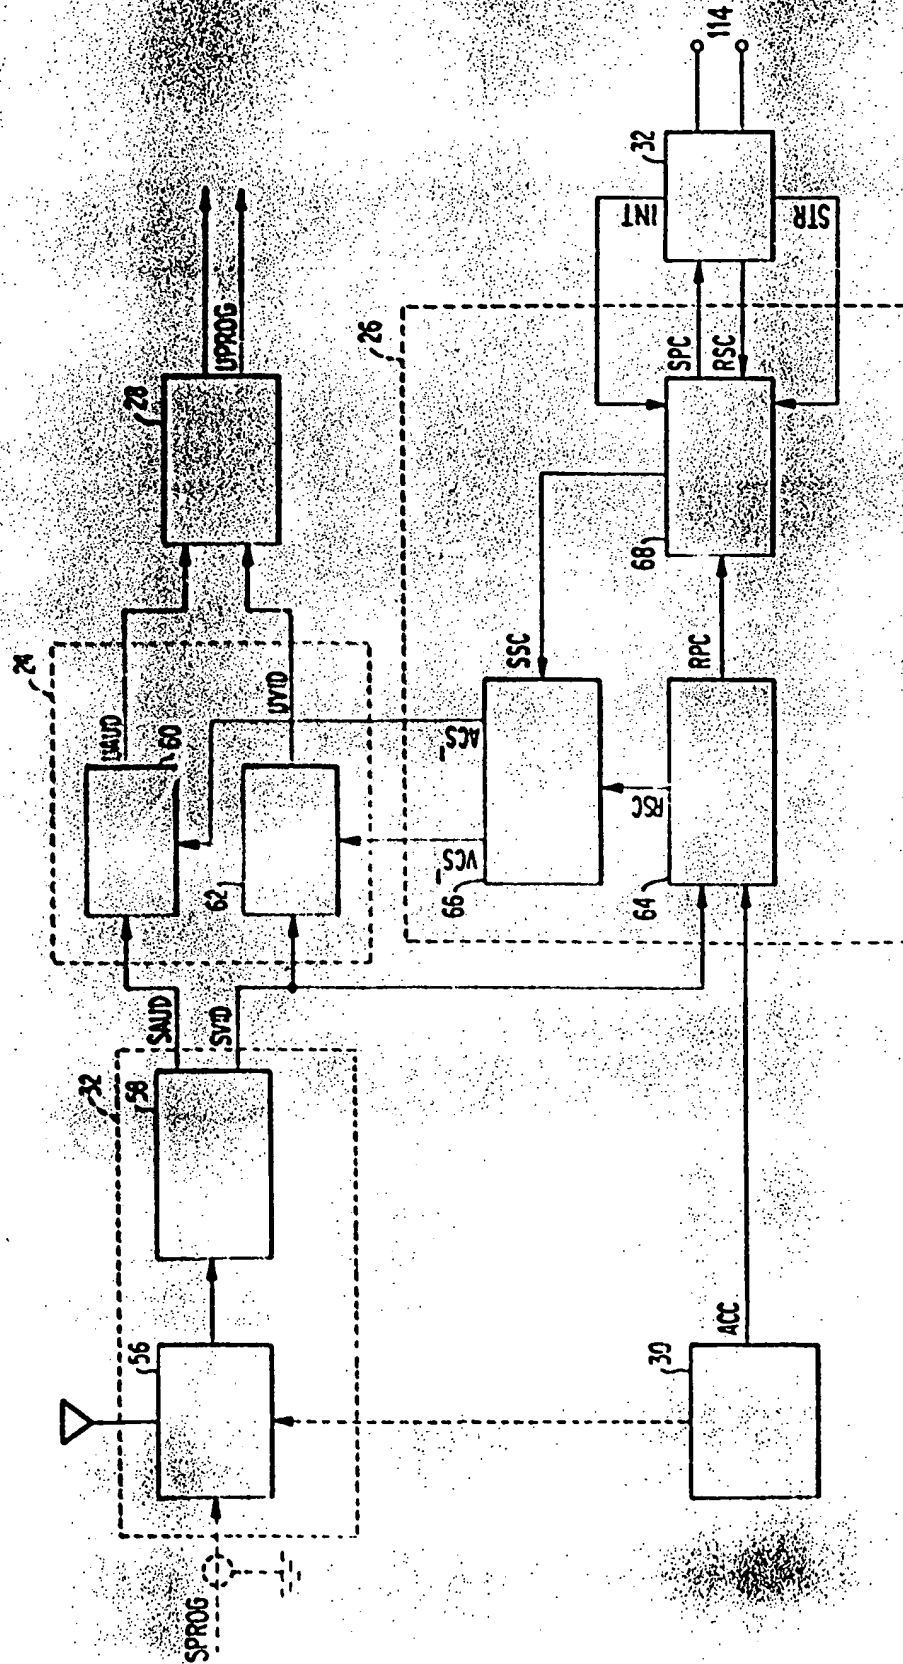 SPROG
56
32
58
SAUD
SVID
24
UAUD
60
62
UVID
28
UPROG
30
ACC
26
66
VCS'
ACS'
SSC
64
RSC
RPC
68
SPC
RSC
INT
STR
32
114